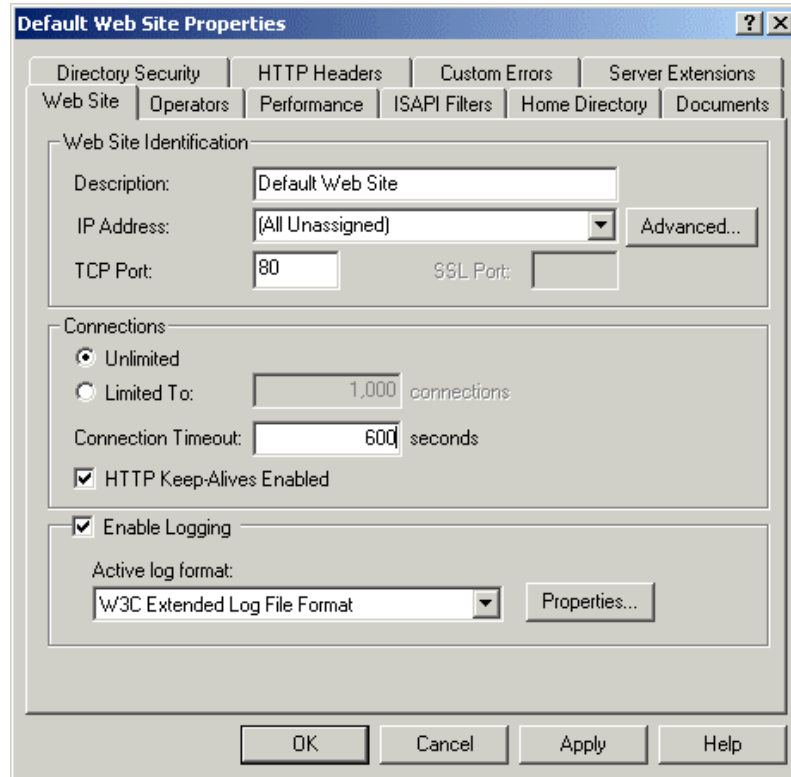 Default Web Site Properties
Directory Security HTTP Headers Custom Errors Server Extensions
Web Site Operators Performance ISAPI Filters Home Directory Documents
Web Site Identification
Description: Default Web Site
IP Address: (All Unassigned) Advanced...
TCP Port: 80 SSL Port:
Connections
Unlimited
Limited To: 1,000 connections
Connection Timeout: 600 seconds
HTTP Keep-Alives Enabled
Enable Logging
Active log format:
W3C Extended Log File Format Properties...
OK Cancel Apply Help